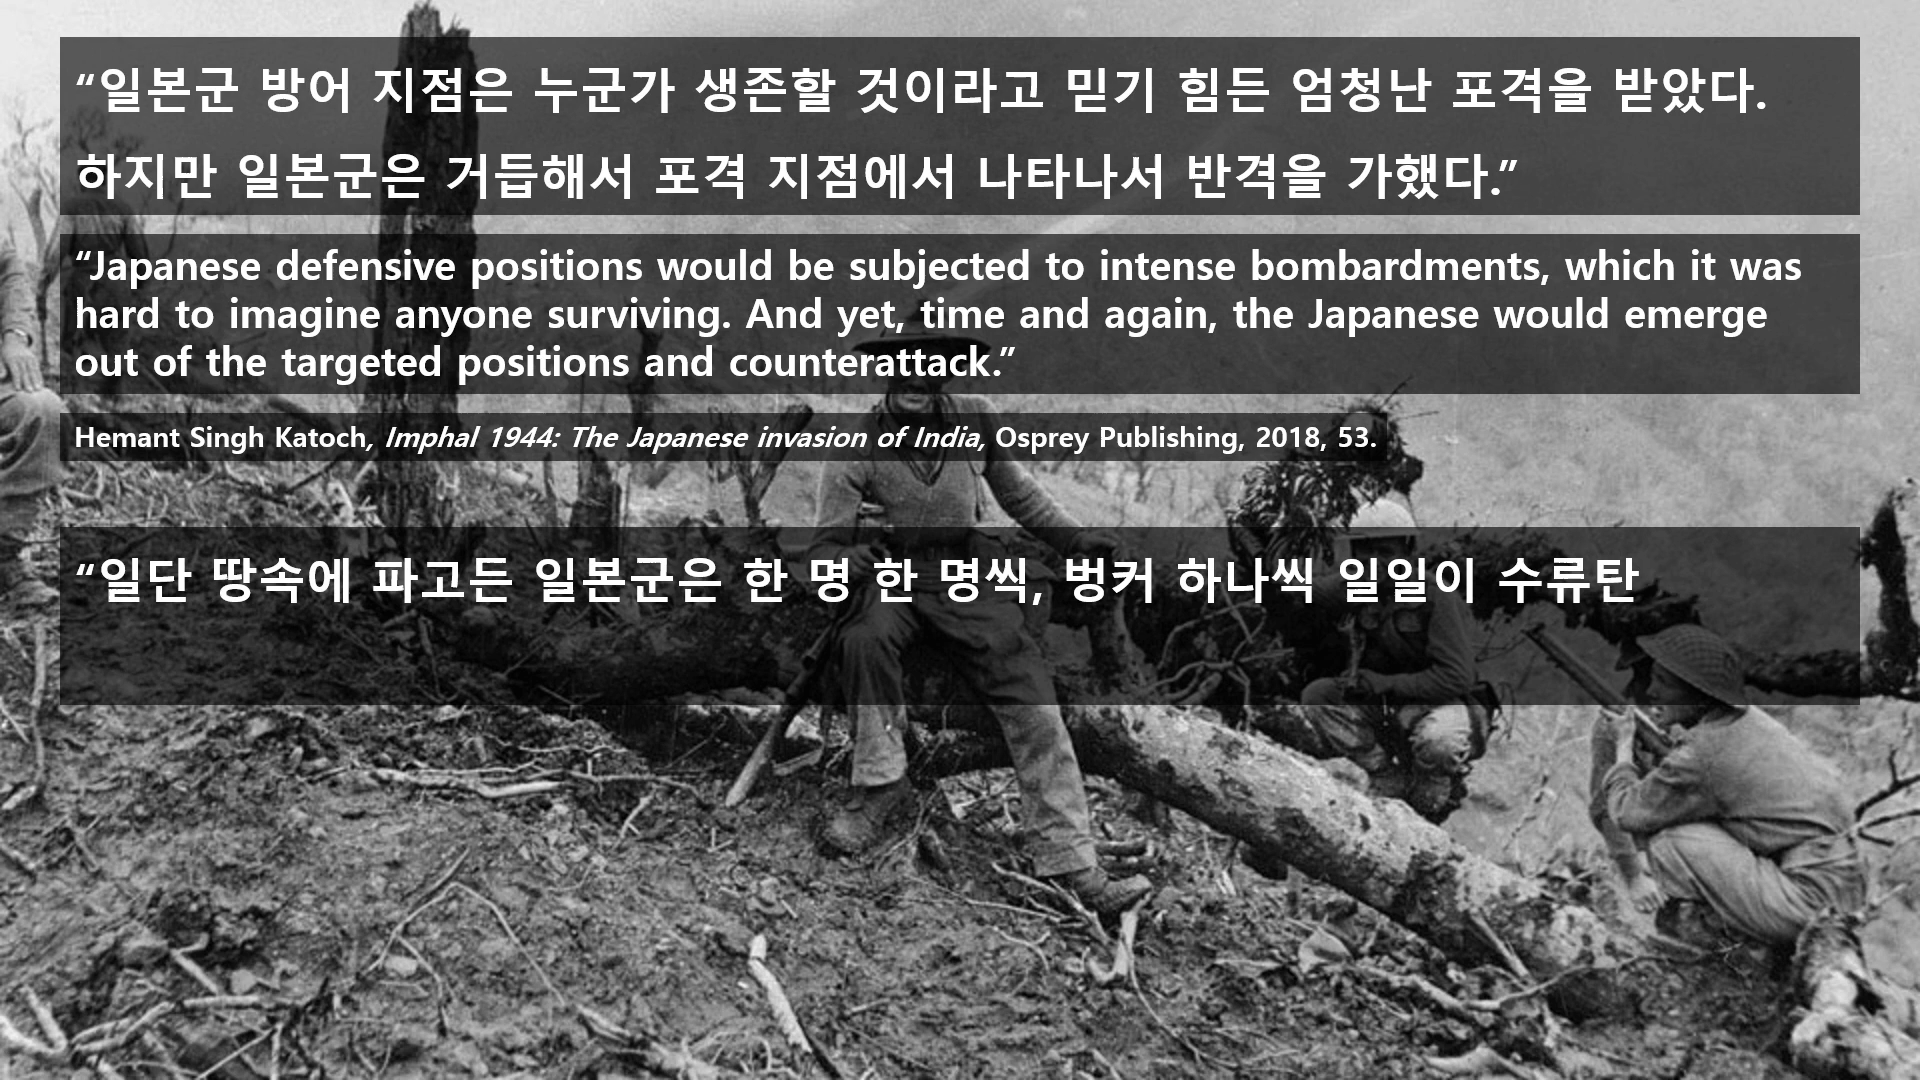 “일본군 방어 지점은 누군가 생존할 것이라고 믿기 힘든 엄청난 포격을 받았다.
하지만 일본군은 거듭해서 포격 지점에서 나타나서 반격을 가했다.”
“Japanese defensive positions would be subjected to intense bombardments, which it was
hard to imagine anyone surviving. And yet, time and again, the Japanese would emerge
out of the targeted positions and counterattack.”
Hemant Singh Katoch, Imphal 1944: The Japanese invasion of India, Osprey Publishing, 2018, 53.
“일단 땅속에 파고든 일본군은 한 명 한 명씩, 벙커 하나씩 일일이 수류탄